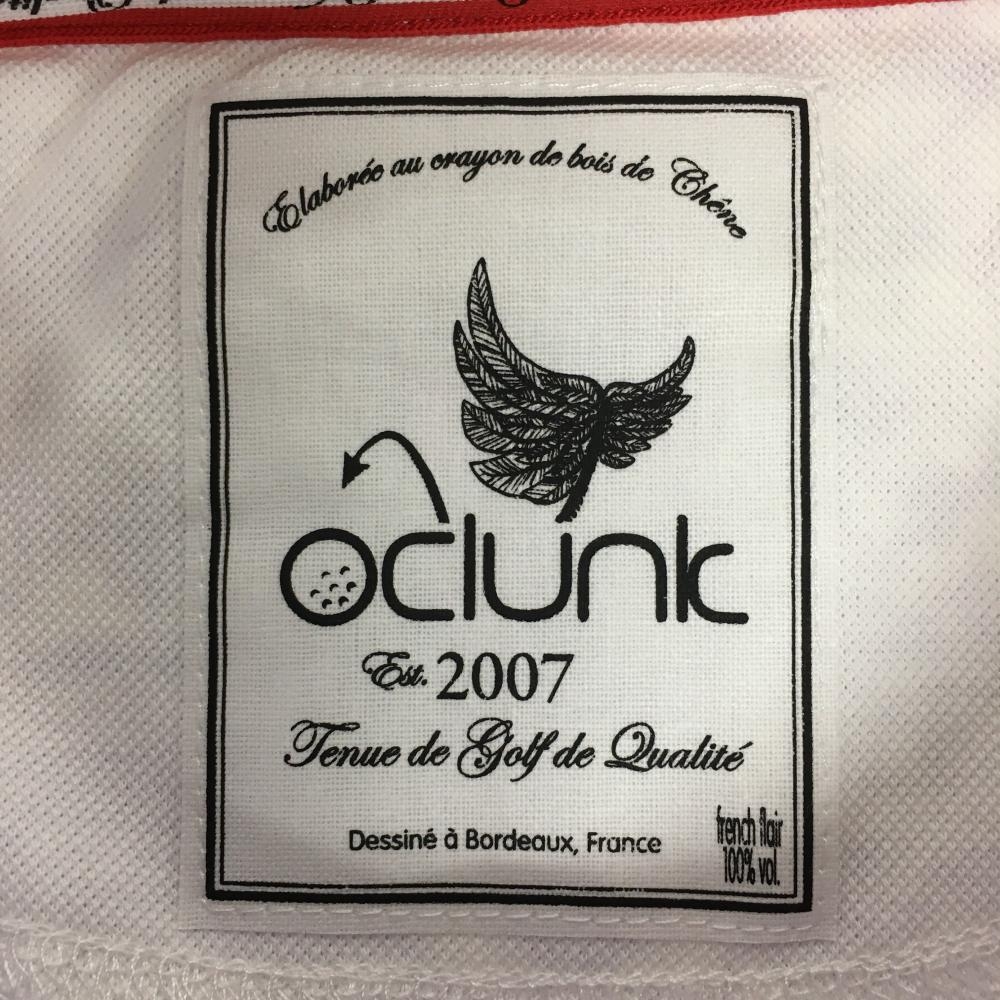 Elaborée au crayon de bois de Chêne
oclunk
Est. 2007
Tenue de Golf de Qualité
Dessiné à Bordeaux, France
french flair
100% vol.